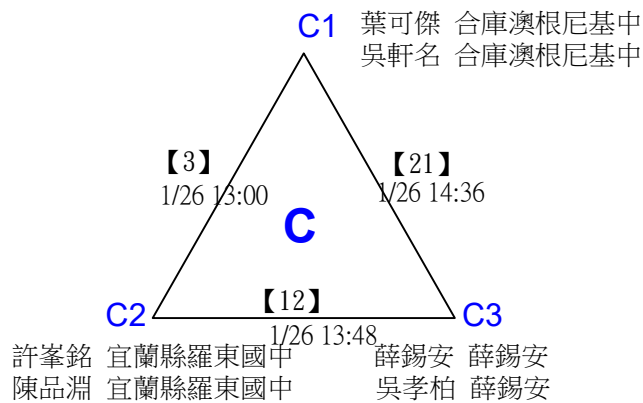 C1
葉可傑 合庫澳根尼基中
吳軒名 合庫澳根尼基中
【3】
1/26 13:00
【21】
1/26 14:36
C
【12】
1/26 13:48
C2
C3
許峯銘 宜蘭縣羅東國中
陳品淵 宜蘭縣羅東國中
薛錫安 薛錫安
吳孝柏 薛錫安